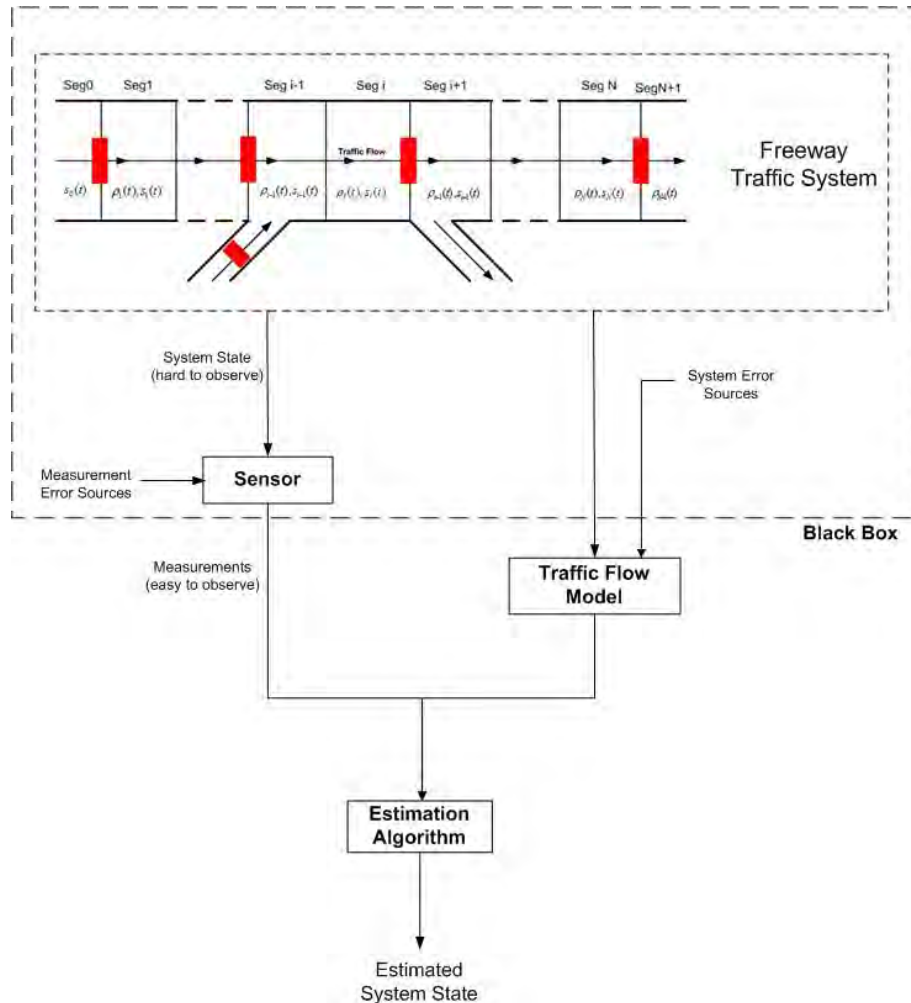 Seg0 Seg1 Seg i-1 Seg i Seg i+1 Seg N SegN+1
Traffic Flow
Freeway
Traffic System
System State
(hard to observe)
System Error
Sources
Measurement
Error Sources
Sensor
Black Box
Measurements
(easy to observe)
Traffic Flow
Model
Estimation
Algorithm
Estimated
System State